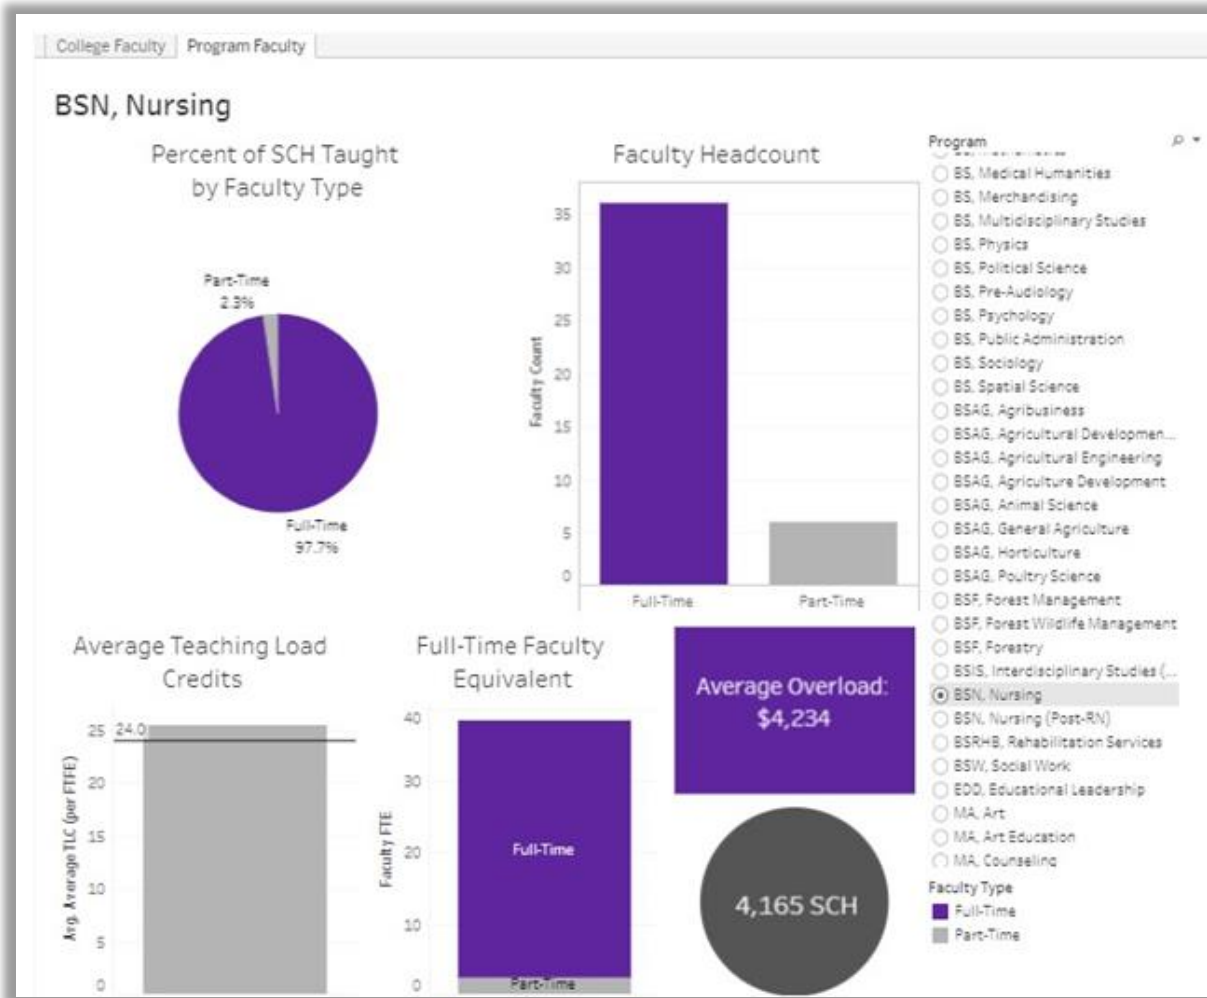 College Faculty
Program Faculty
BSN, Nursing
Percent of SCH Taught
by Faculty Type
Part-Time
2.3%
Full-Time
97.7%
Faculty Headcount
Faculty Count
35
30
25
20
15
10
5
0
Full-Time
Part-Time
Average Teaching Load
Credits
Avg. Average TLC (per FTFE)
25
24.0
20
15
10
5
0
Full-Time Faculty
Equivalent
Faculty FTE
40
30
20
10
0
Full-Time
Part-Time
Average Overload:
$4,234
4,165 SCH
Program
BS, Medical Humanities
BS, Merchandising
BS, Multidisciplinary Studies
BS, Physics
BS, Political Science
BS, Pre-Audiology
BS, Psychology
BS, Public Administration
BS, Sociology
BS, Spatial Science
BSAG, Agribusiness
BSAG, Agricultural Developmen...
BSAG, Agricultural Engineering
BSAG, Agriculture Development
BSAG, Animal Science
BSAG, General Agriculture
BSAG, Horticulture
BSAG, Poultry Science
BSF, Forest Management
BSF, Forest Wildlife Management
BSF, Forestry
BSIS, Interdisciplinary Studies (...
BSN, Nursing
BSN, Nursing (Post-RN)
BSRHB, Rehabilitation Services
BSW, Social Work
EDD, Educational Leadership
MA, Art
MA, Art Education
MA, Counseling
Faculty Type
Full-Time
Part-Time